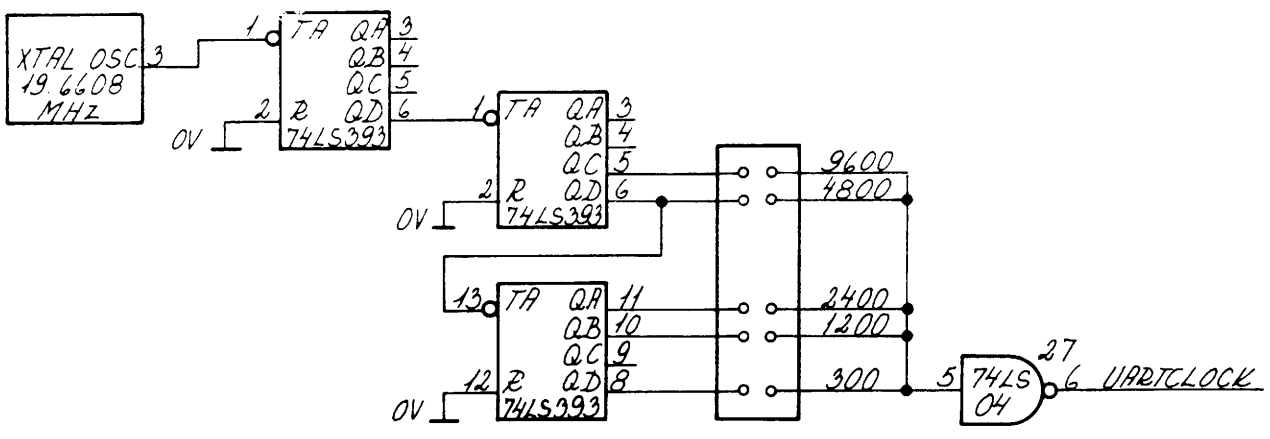 XTAL OSC.
19.6608
MHZ
3
1
TA QA 3
QB 4
QC 5
2 R QD 6
74LS393
0V
1 TA QA 3
QB 4
QC 5
2 R QD 6
74LS393
0V
9600
4800
13 TA QA 11
QB 10
QC 9
12 R QD 8
74LS393
0V
2400
1200
300
5
74LS
04
27
6 UARTCLOCK